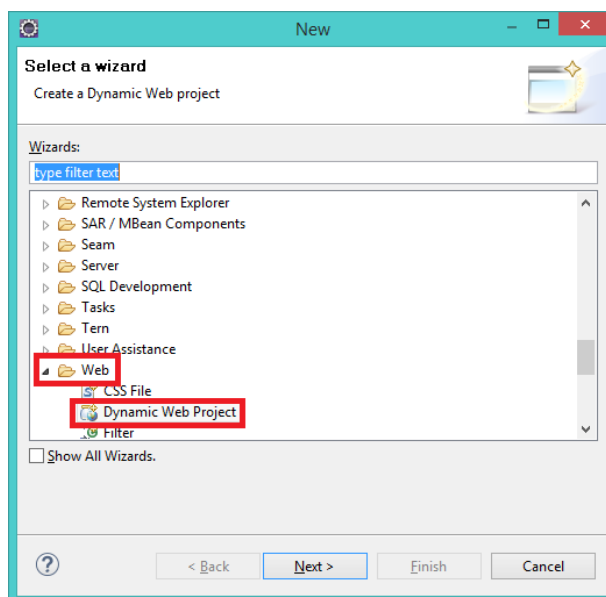 New
Select a wizard
Create a Dynamic Web project
Wizards:
type filter text
Remote System Explorer
SAR / MBean Components
Seam
Server
SQL Development
Tasks
Tern
User Assistance
Web
CSS File
Dynamic Web Project
Filter
Show All Wizards.
? < Back Next > Finish Cancel